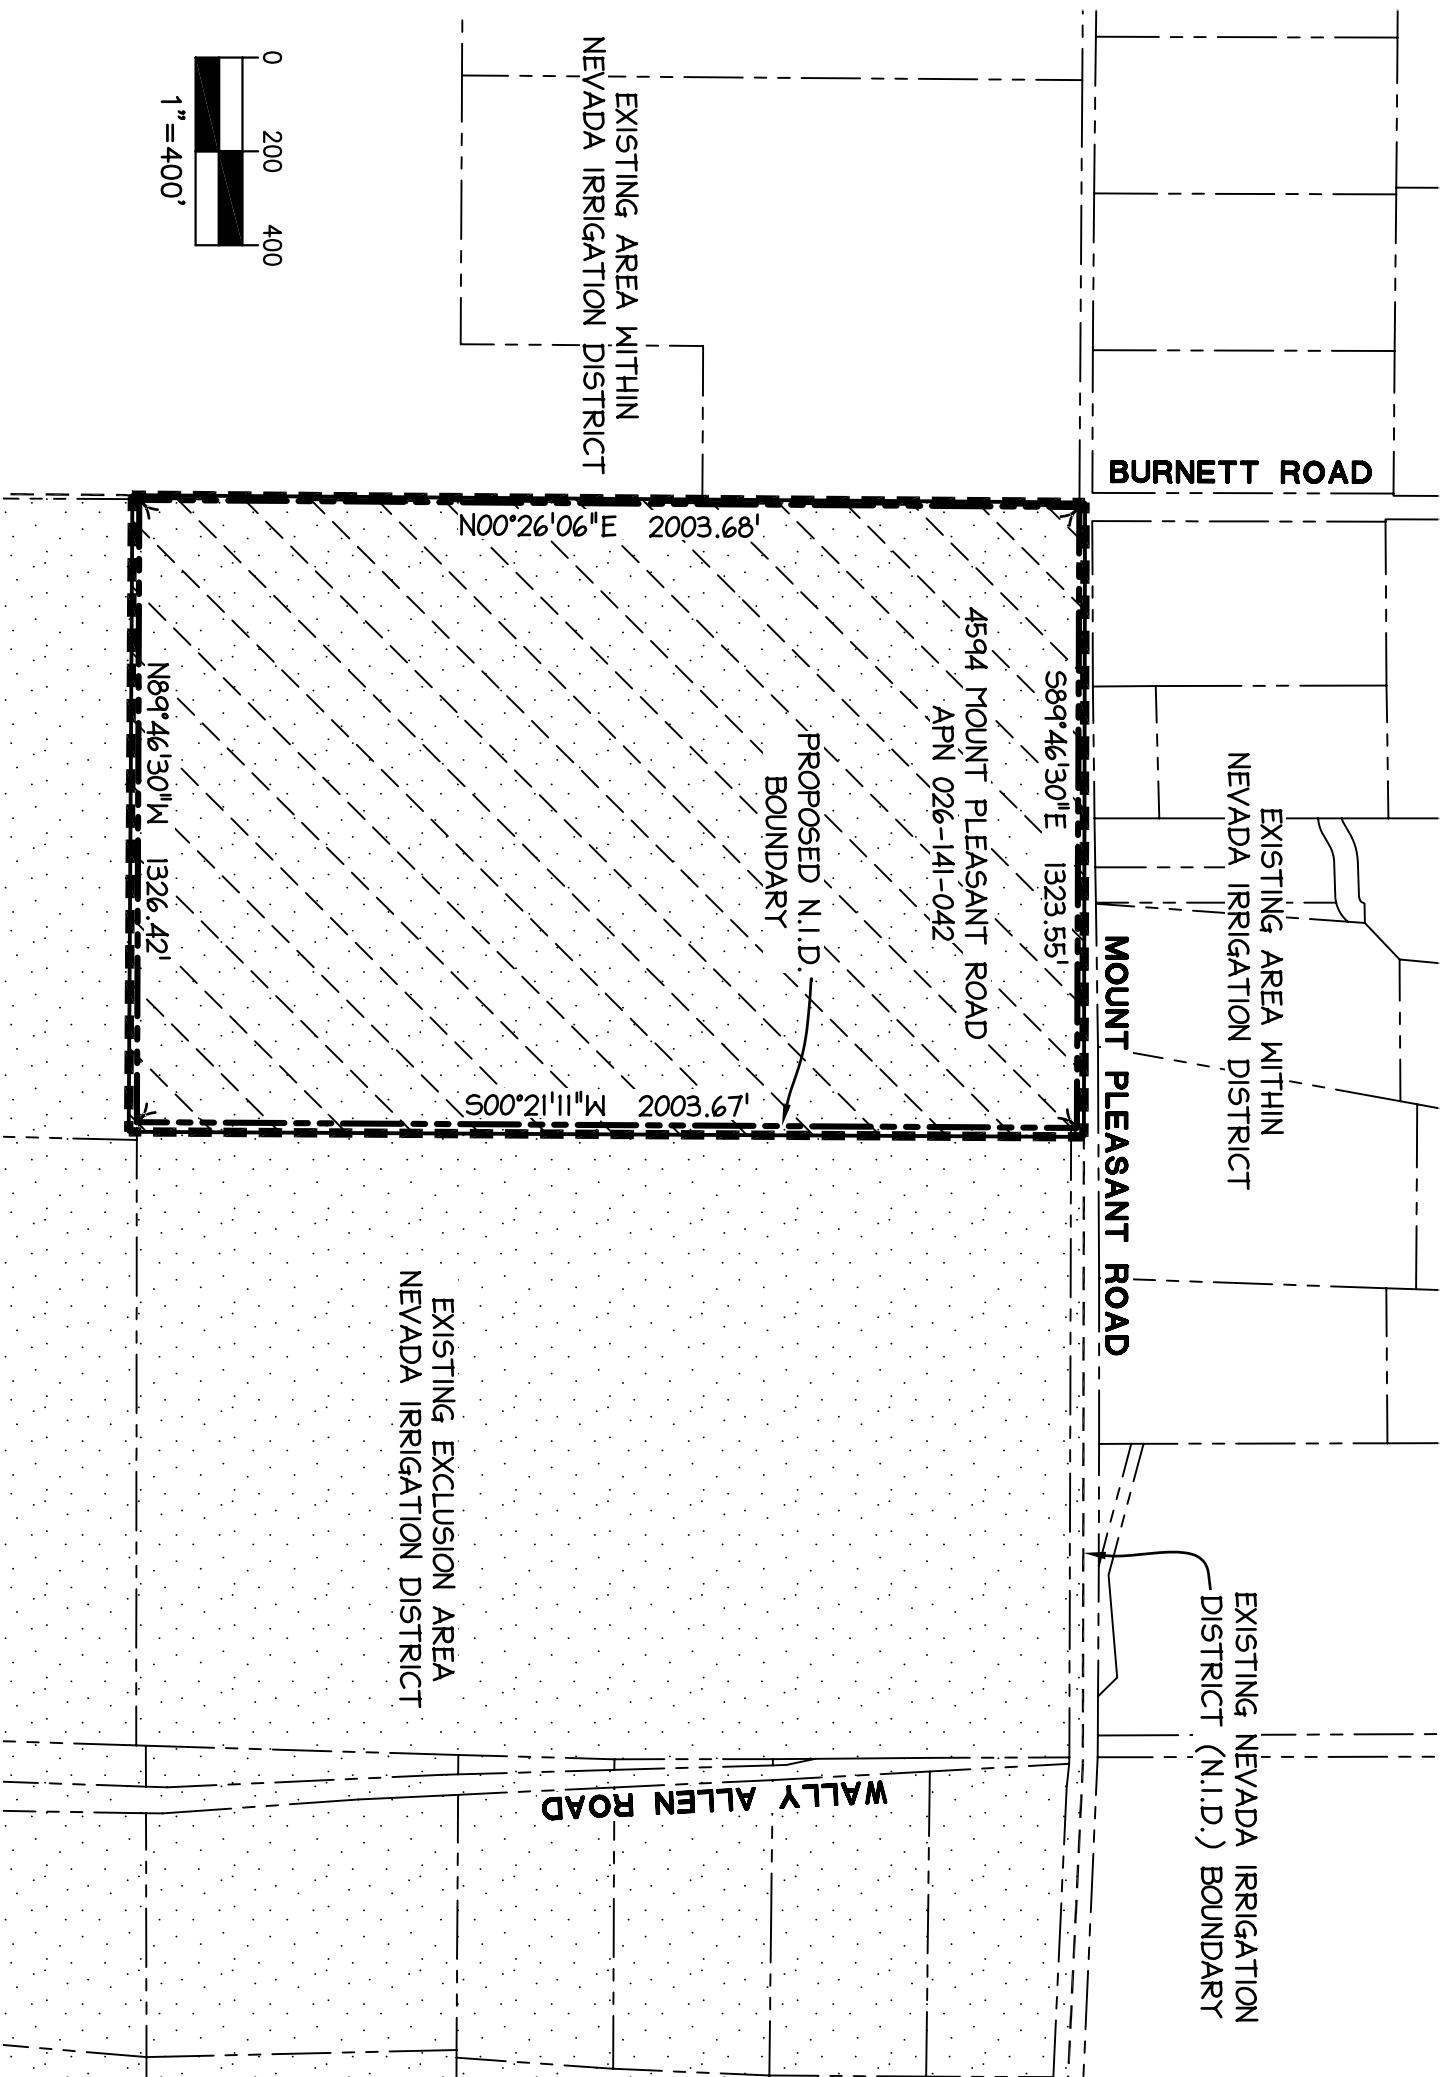 BURNETT ROAD
EXISTING AREA WITHIN
NEVADA IRRIGATION DISTRICT
MOUNT PLEASANT ROAD
EXISTING NEVADA IRRIGATION
DISTRICT (N.I.D.) BOUNDARY
S89°46'30"E 1323.55'
4594 MOUNT PLEASANT ROAD
APN 026-141-042
PROPOSED N.I.D.
BOUNDARY
N00°26'06"E 2003.68'
S00°21'11"W 2003.67'
N89°46'30"W 1326.42'
EXISTING AREA WITHIN
NEVADA IRRIGATION DISTRICT
EXISTING EXCLUSION AREA
NEVADA IRRIGATION DISTRICT
WALLY ALLEN ROAD
0 200 400
1"=400'